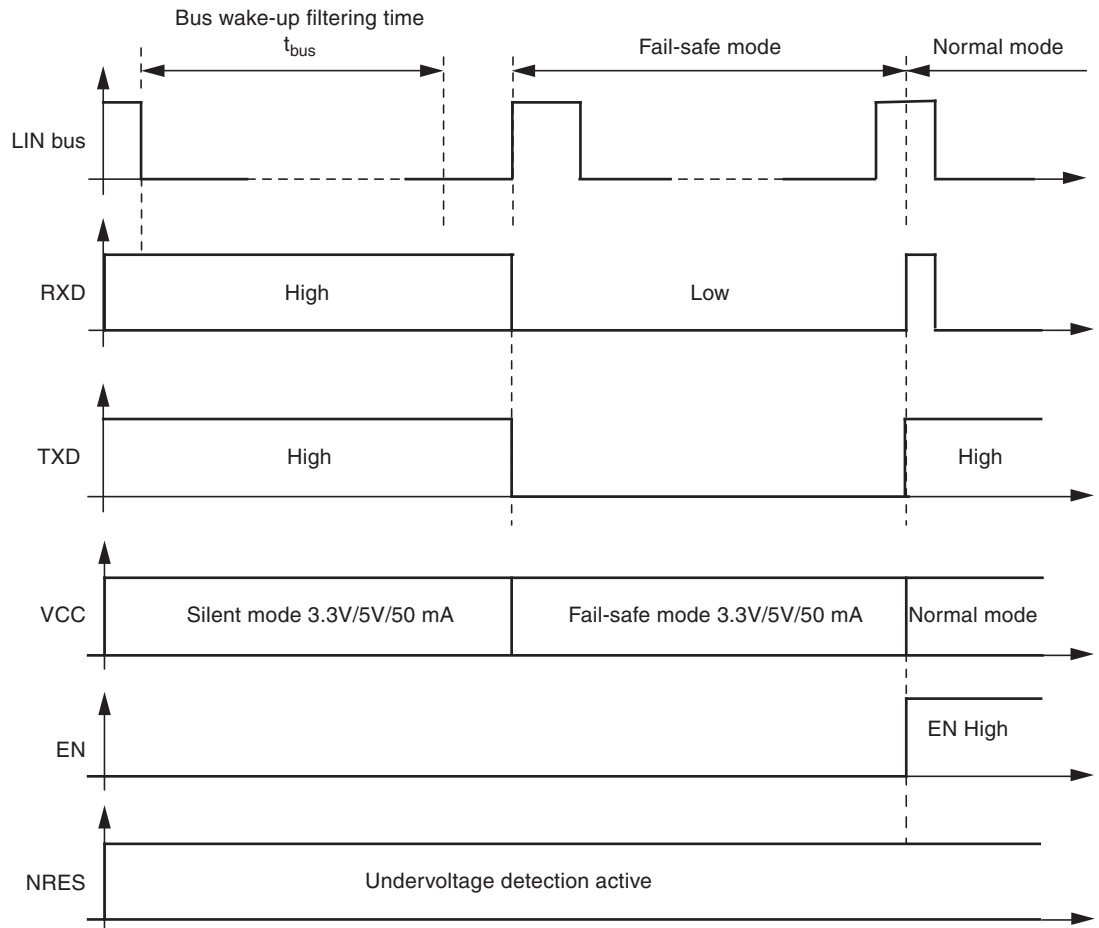 Bus wake-up filtering time
tbus
Fail-safe mode
Normal mode
LIN bus
RXD
High
Low
TXD
High
High
VCC
Silent mode 3.3V/5V/50 mA
Fail-safe mode 3.3V/5V/50 mA
Normal mode
EN
EN High
NRES
Undervoltage detection active